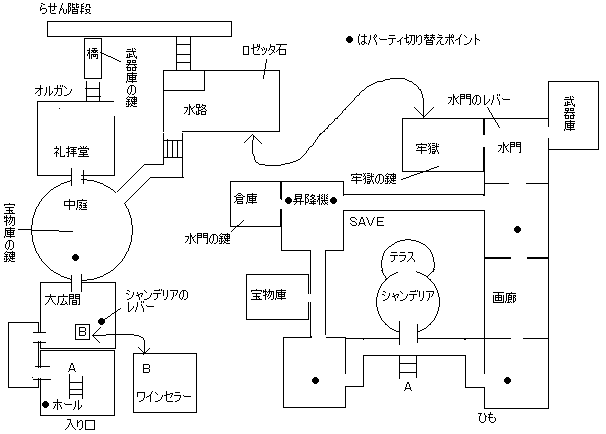 らせん階段
●はパーティ切り替えポイント
ロゼッタ石
橋
武器庫の鍵
オルガン
水路
水門のレバー
武器庫
礼拝堂
牢獄
水門
牢獄の鍵
中庭
倉庫
昇降機
宝物庫の鍵
水門の鍵
SAVE
テラス
大広間
シャンデリアの
レバー
宝物庫
シャンデリア
画廊
B
A
B
ワインセラー
ホール
A
入り口
ひも